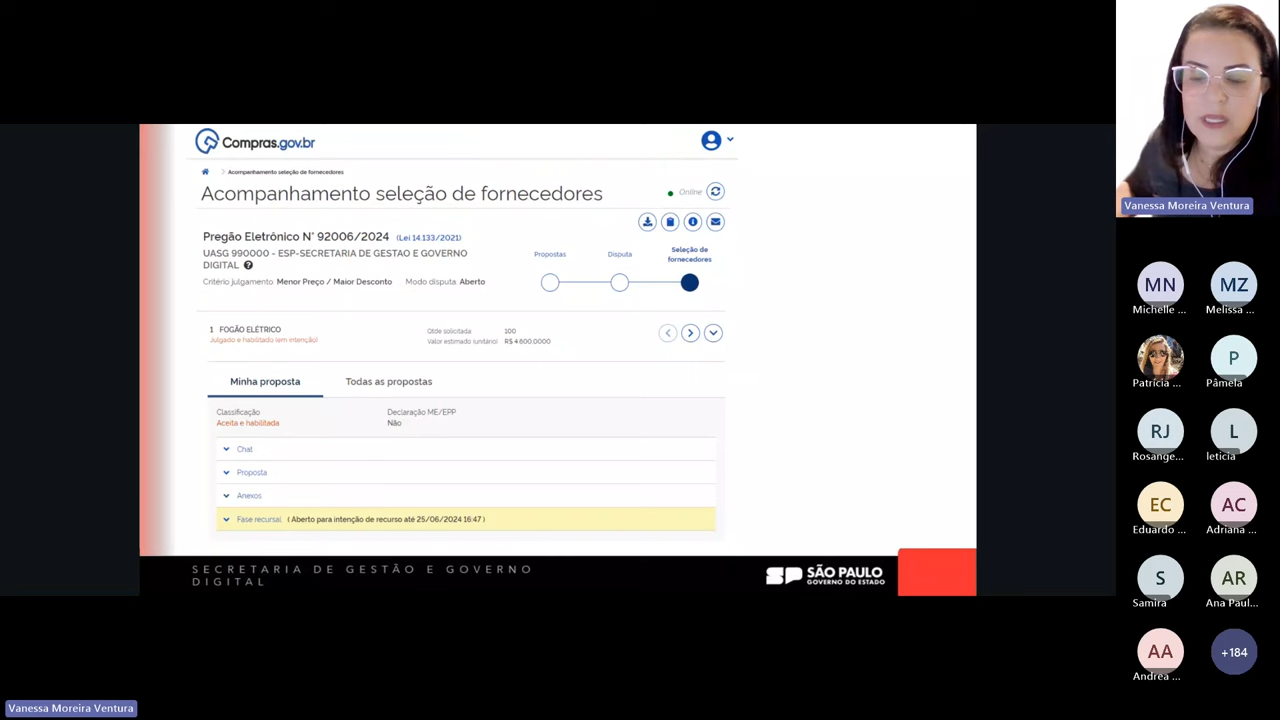 Compras.gov.br
Acompanhamento seleção de fornecedores
Acompanhamento seleção de fornecedores
Online
Pregão Eletrônico N° 92006/2024 (Lei 14.133/2021)
UASG 990000 - ESP-SECRETARIA DE GESTAO E GOVERNO
DIGITAL
Critério julgamento Menor Preço / Maior Desconto Modo disputa Aberto
Propostas
Disputa
Seleção de
fornecedores
1 FOGÃO ELÉTRICO
Julgado e habilitado (em intenção)
Qtde solicitada 100
Valor estimado (unitário) R$ 4.600,0000
Minha proposta
Todas as propostas
Classificação
Aceita e habilitada
Declaração ME/EPP
Não
Chat
Proposta
Anexos
Fase recursal ( Aberto para intenção de recurso até 25/06/2024 16:47 )
SECRETARIA DE GESTÃO E GOVERNO
DIGITAL
SP SÃO PAULO
GOVERNO DO ESTADO
Vanessa Moreira Ventura
MN
Michelle ...
MZ
Melissa ...
Patrícia ...
P
Pâmela
RJ
Rosange...
L
leticia
EC
Eduardo ...
AC
Adriana ...
S
Samira
AR
Ana Paul...
AA
Andrea ...
+184
Vanessa Moreira Ventura